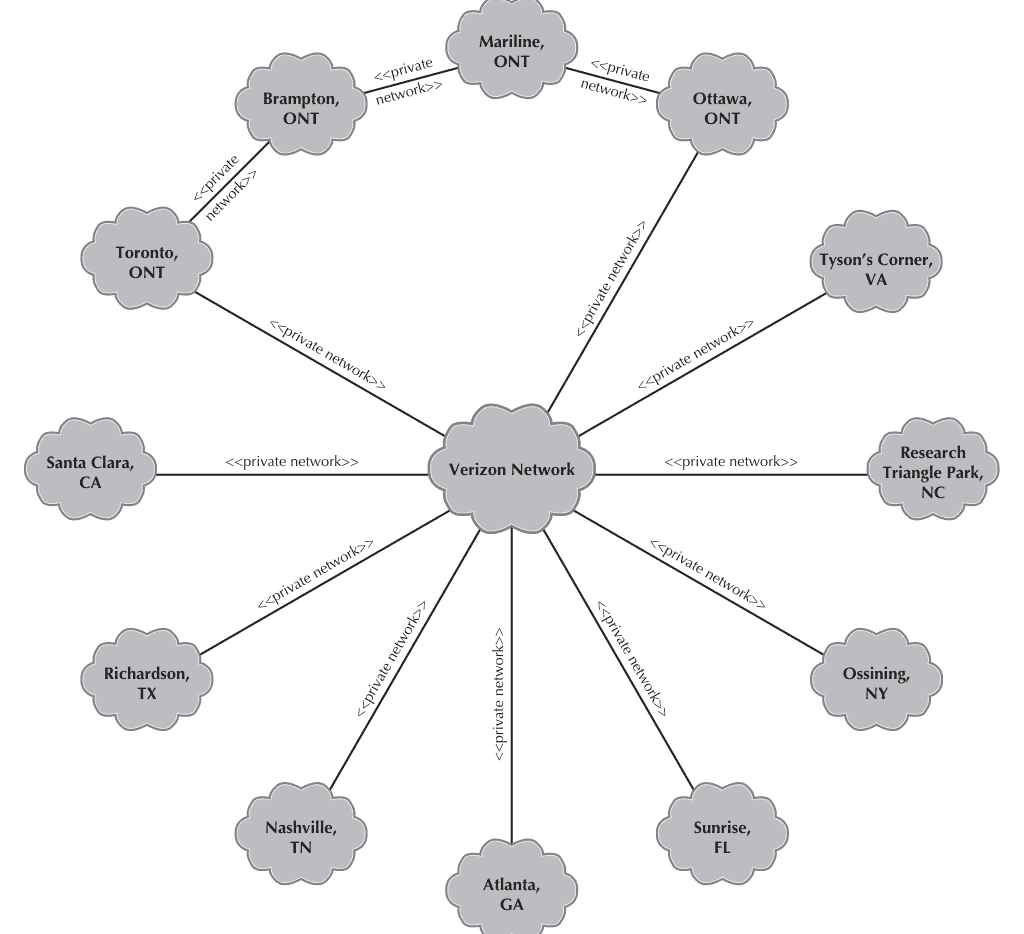 Mariline,
ONT
<<private
network>>
<<private
network>>
Brampton,
ONT
Ottawa,
ONT
<<private
network>>
Toronto,
ONT
Tyson's Corner,
VA
<<private network>>
<<private network>>
<<private network>>
Santa Clara,
CA
<<private network>>
Verizon Network
<<private network>>
Research
Triangle Park,
NC
<<private network>>
<<private network>>
<<private network>>
<<private network>>
<<private network>>
Richardson,
TX
Ossining,
NY
Nashville,
TN
Sunrise,
FL
Atlanta,
GA